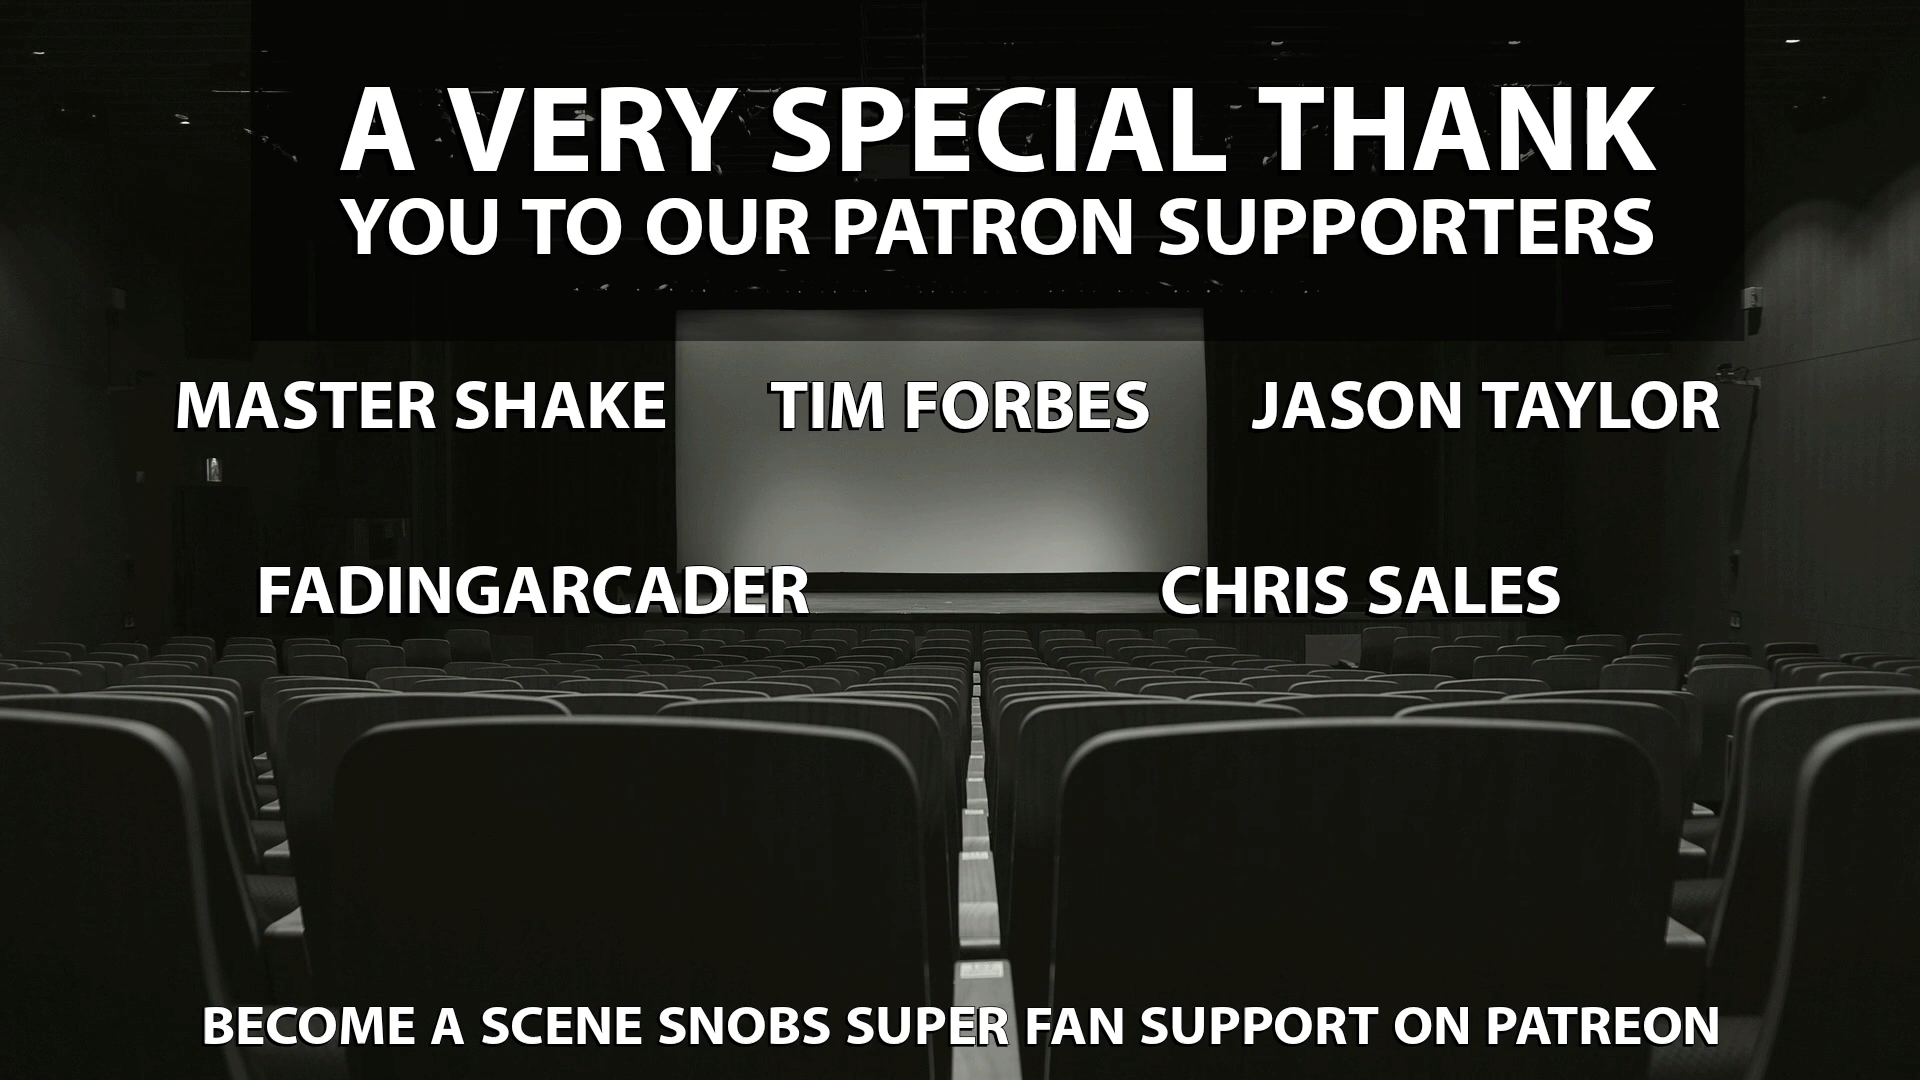 A VERY SPECIAL THANK
YOU TO OUR PATRON SUPPORTERS
MASTER SHAKE TIM FORBES JASON TAYLOR
FADINGARCADER CHRIS SALES
BECOME A SCENE SNOBS SUPER FAN SUPPORT ON PATREON